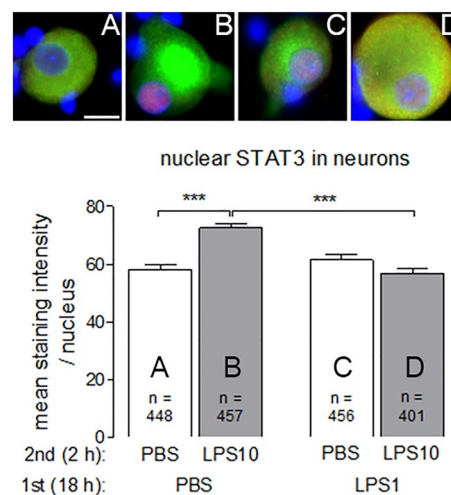 A B C D
nuclear STAT3 in neurons
*** ***
80
60
40
20
0
mean staining intensity
/ nucleus
A B C D
n = n = n = n =
448 457 456 401
2nd (2 h): PBS LPS10 PBS LPS10
1st (18 h): PBS LPS1